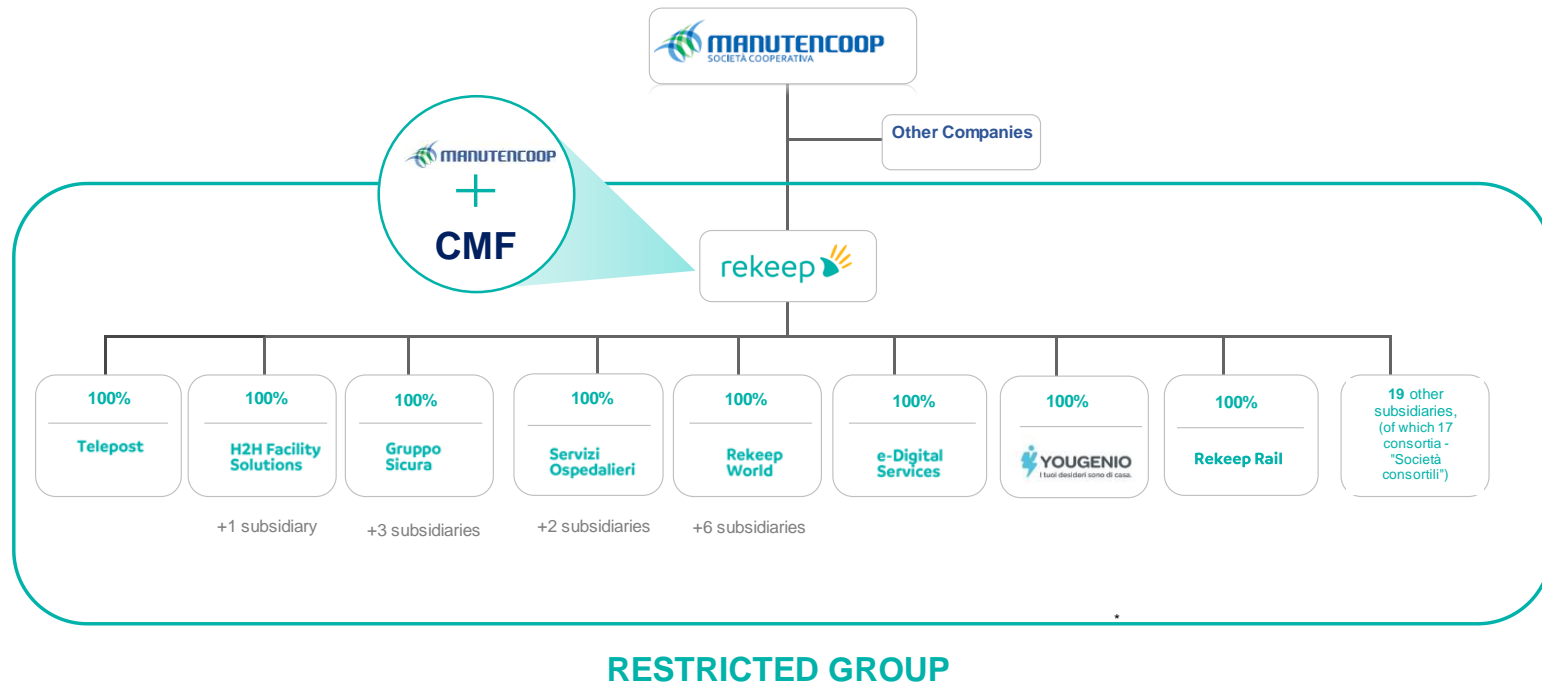 MANUTENCOOP
SOCIETÀ COOPERATIVA
Other Companies
MANUTENCOOP
+
CMF
rekeep
100%
Telepost
100%
H2H Facility
Solutions
100%
Gruppo
Sicura
100%
Servizi
Ospedalieri
100%
Rekeep
World
100%
e-Digital
Services
100%
YOUGENIO
I tuoi desideri sono di casa.
100%
Rekeep Rail
19 other
subsidiaries,
(of which 17
consortia -
"Società
consortili")
+1 subsidiary
+3 subsidiaries
+2 subsidiaries
+6 subsidiaries
*
RESTRICTED GROUP